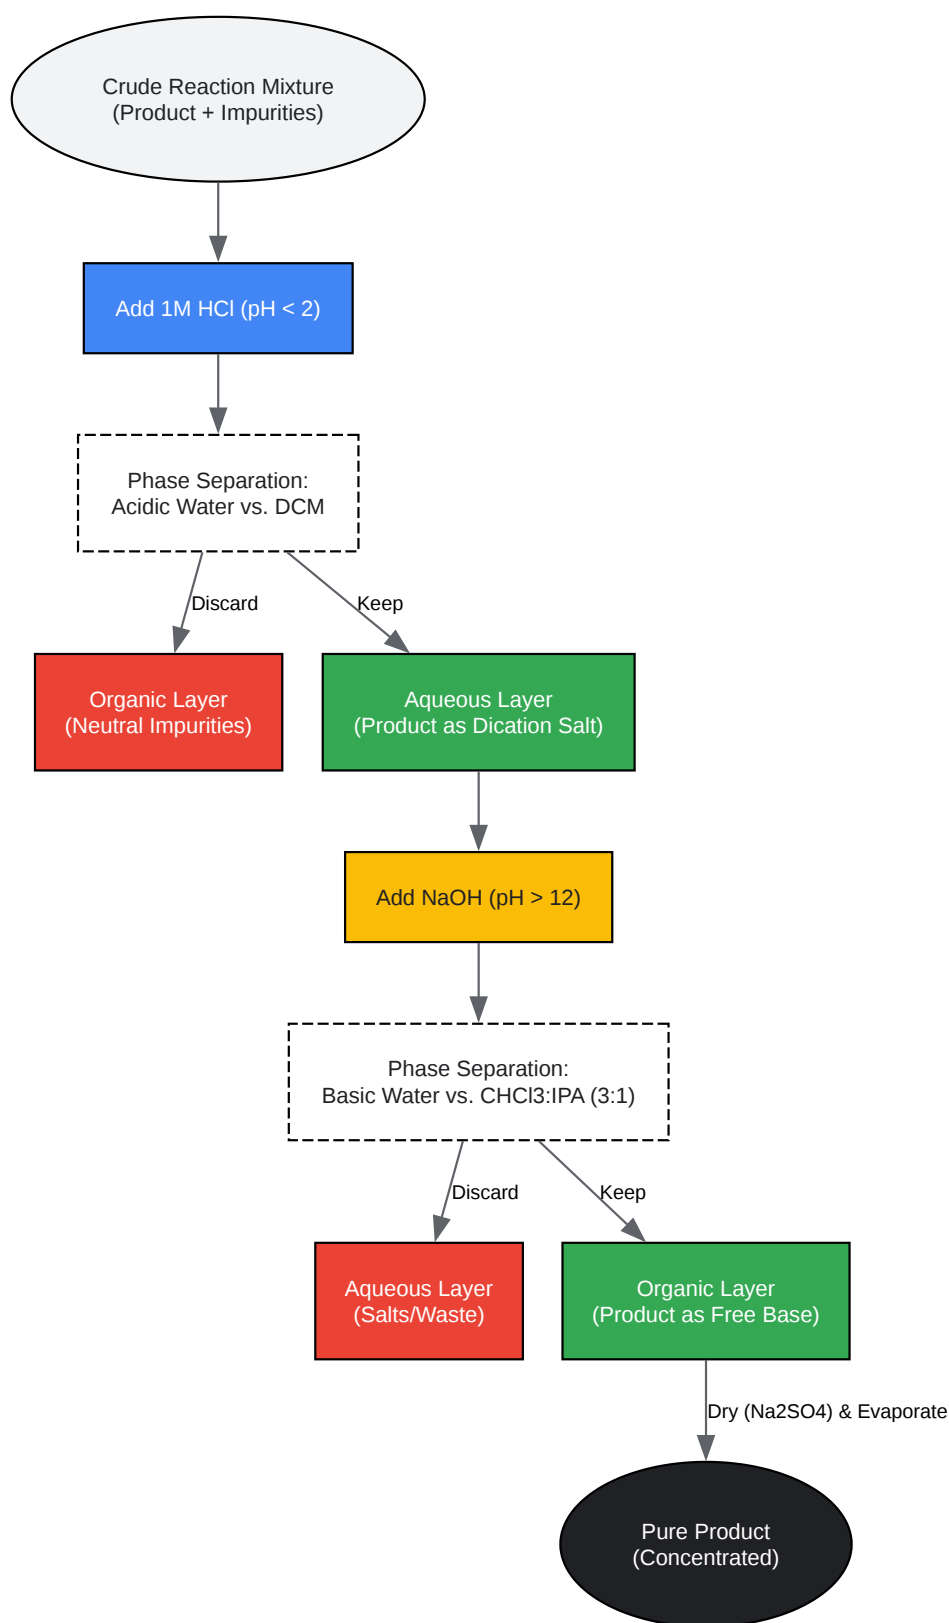 Crude Reaction Mixture
(Product + Impurities)
Add 1M HCl (pH < 2)
Phase Separation:
Acidic Water vs. DCM
Discard
Keep
Organic Layer
(Neutral Impurities)
Aqueous Layer
(Product as Dication Salt)
Add NaOH (pH > 12)
Phase Separation:
Basic Water vs. CHCl3:IPA (3:1)
Discard
Keep
Aqueous Layer
(Salts/Waste)
Organic Layer
(Product as Free Base)
Dry (Na2SO4) & Evaporate
Pure Product
(Concentrated)